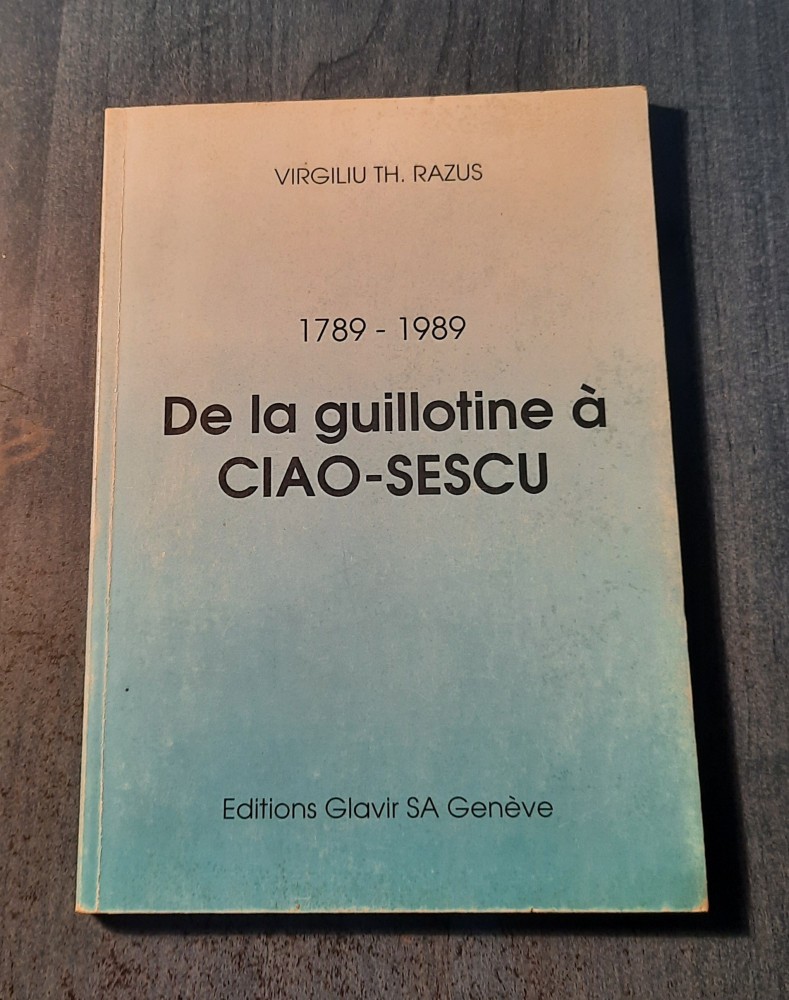 VIRGILIU TH. RAZUS
1789 - 1989
De la guillotine à
CIAO-SESCU
Editions Glavir SA Genève